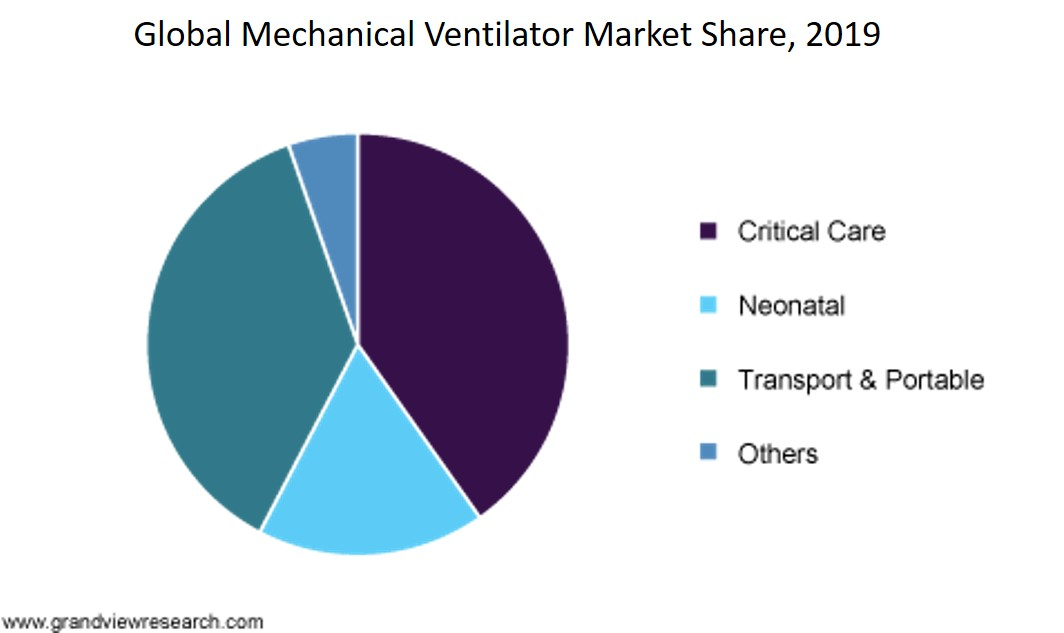 Global Mechanical Ventilator Market Share, 2019
Critical Care
Neonatal
Transport & Portable
Others
www.grandviewresearch.com